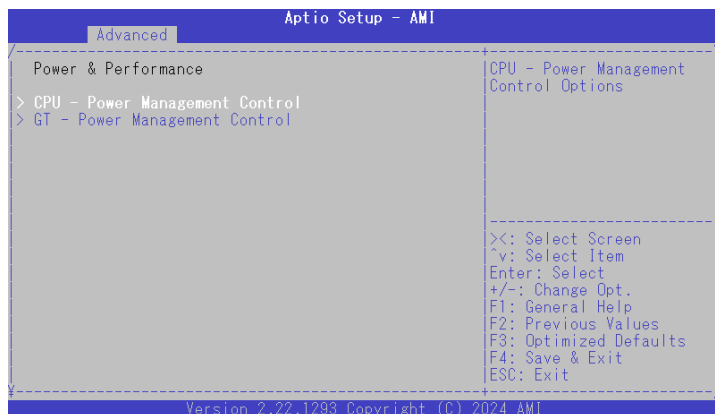 Aptio Setup - AMI
Advanced
Power & Performance
> CPU - Power Management Control
> GT - Power Management Control
CPU - Power Management
Control Options
><: Select Screen
^v: Select Item
Enter: Select
+/-: Change Opt.
F1: General Help
F2: Previous Values
F3: Optimized Defaults
F4: Save & Exit
ESC: Exit
Version 2.22.1293 Copyright (C) 2024 AMI